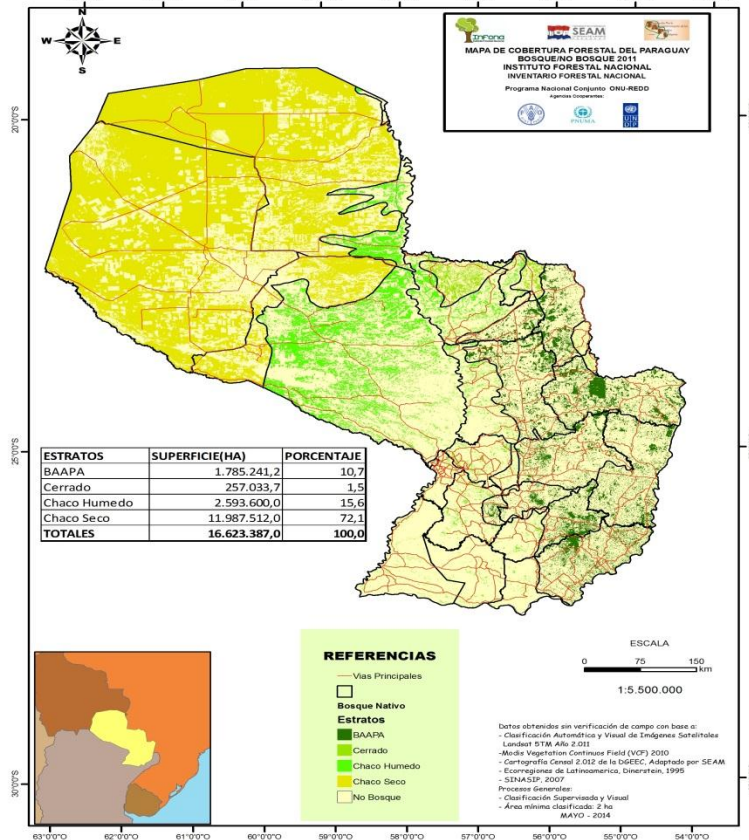 N
W E
S
INFONA
SEAM
MAPA DE COBERTURA FORESTAL DEL PARAGUAY
BOSQUE/NO BOSQUE 2011
INSTITUTO FORESTAL NACIONAL
INVENTARIO FORESTAL NACIONAL
Programa Nacional Conjunto ONU-REDD
Agencias Cooperantes:
FAO
PNUMA
U N
D P
20°0'0"S
25°0'0"S
30°0'0"S
ESTRATOS SUPERFICIE(HA) PORCENTAJE
BAAPA 1.785.241,2 10,7
Cerrado 257.033,7 1,5
Chaco Humedo 2.593.600,0 15,6
Chaco Seco 11.987.512,0 72,1
TOTALES 16.623.387,0 100,0
REFERENCIAS
Vias Principales
Bosque Nativo
Estratos
BAAPA
Cerrado
Chaco Humedo
Chaco Seco
No Bosque
ESCALA
0 75 150
km
1:5.500.000
Datos obtenidos sin verificación de campo con base a:
- Clasificación Automática y Visual de Imágenes Satelitales
Landsat 5TM Año 2.011
-Modis Vegetation Continuos Field (VCF) 2010
- Cartografía Censal 2.012 de la DGEEC, Adaptado por SEAM
- Ecorregiones de Latinoamerica, Dinerstein, 1995
- SINASIP, 2007
Procesos Generales:
- Clasificación Supervisada y Visual
- Área mínima clasificada: 2 ha
MAYO - 2014
63°0'0"O 62°0'0"O 61°0'0"O 60°0'0"O 59°0'0"O 58°0'0"O 57°0'0"O 56°0'0"O 55°0'0"O 54°0'0"O